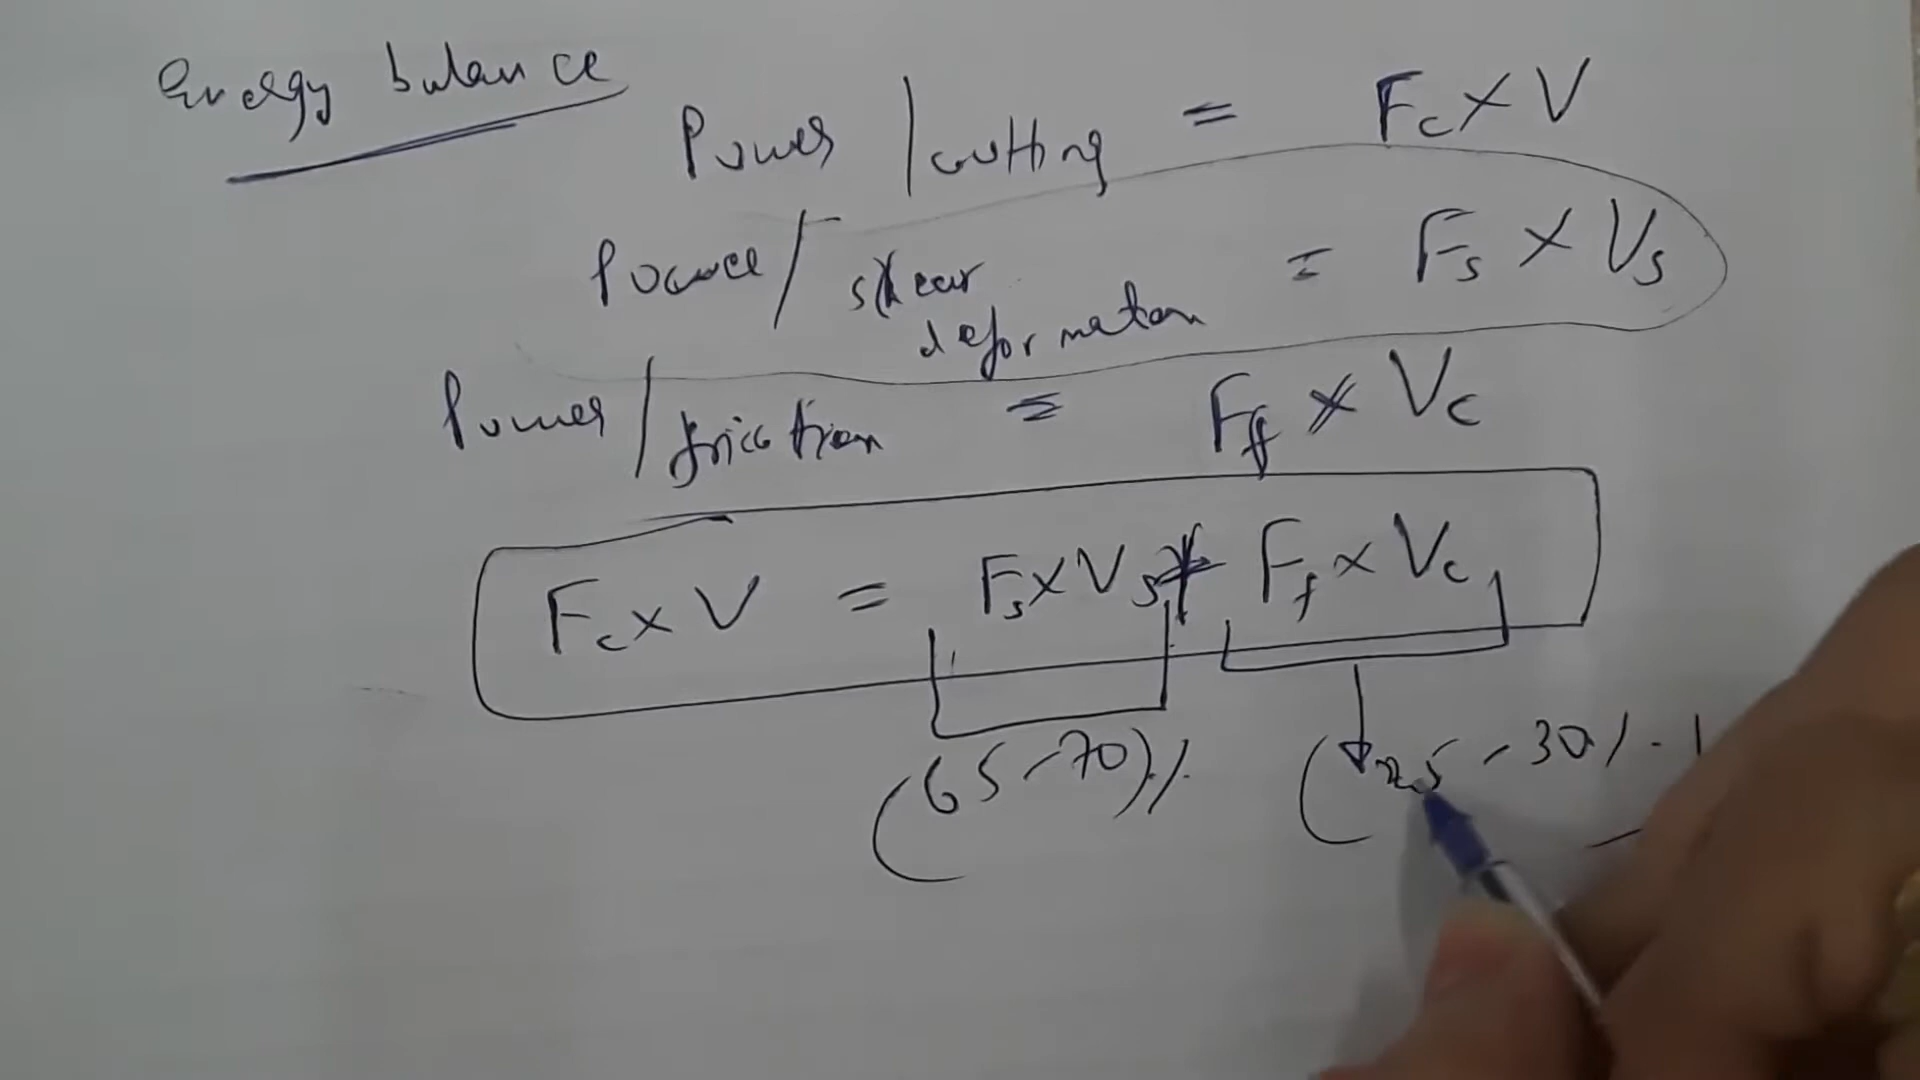 Energy balance
Power / cutting = Fc × V
Power / shear deformation = Fs × Vs
Power / friction = Ff × Vc
Fc × V = Fs × Vs + Ff × Vc
(65 - 70) % (25 - 30 %